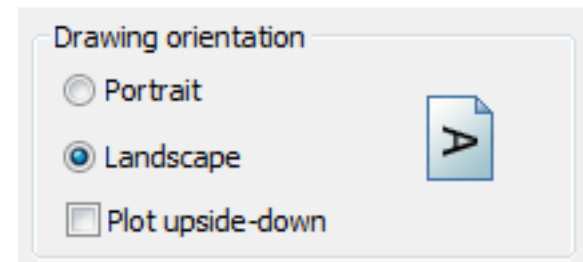 Drawing orientation
Portrait
A
Landscape
Plot upside-down